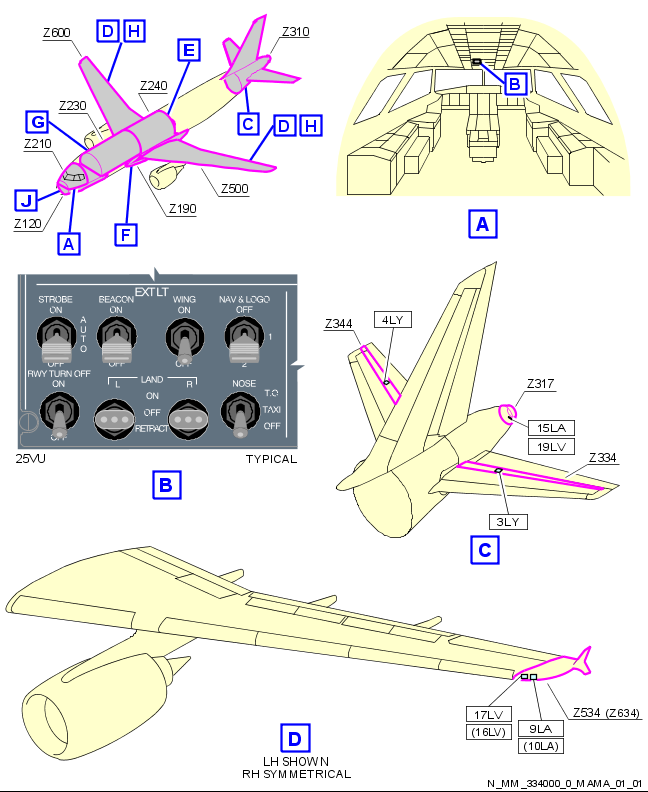 Z600
D H
Z310
E
Z240
Z230
G
C
D H
Z210
J
Z500
Z190
F
Z120
A
B
A
EXT LT
STROBE
ON
AUTO
OFF
BEACON
ON
OFF
WING
ON
OFF
NAV & LOGO
OFF
1
2
RWY TURN OFF
ON
OFF
L
LAND
R
ON
OFF
RETRACT
NOSE
T.O
TAXI
OFF
25VU
TYPICAL
B
Z344
4LY
Z317
15LA
19LV
Z334
3LY
C
17LV
(16LV)
9LA
(10LA)
Z534 (Z634)
D
LH SHOWN
RH SYMMETRICAL
N_MM_334000_0_MAMA_01_01